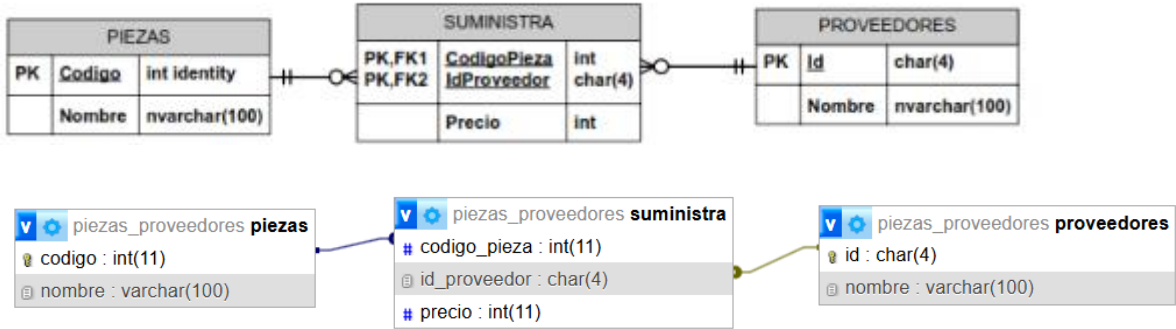 PIEZAS
PK Codigo int identity
Nombre nvarchar(100)
SUMINISTRA
PK,FK1 CodigoPieza int
PK,FK2 IdProveedor char(4)
Precio int
PROVEEDORES
PK Id char(4)
Nombre nvarchar(100)
v piezas_proveedores piezas
codigo : int(11)
nombre : varchar(100)
v piezas_proveedores suministra
# codigo_pieza : int(11)
id_proveedor : char(4)
# precio : int(11)
v piezas_proveedores proveedores
id : char(4)
nombre : varchar(100)